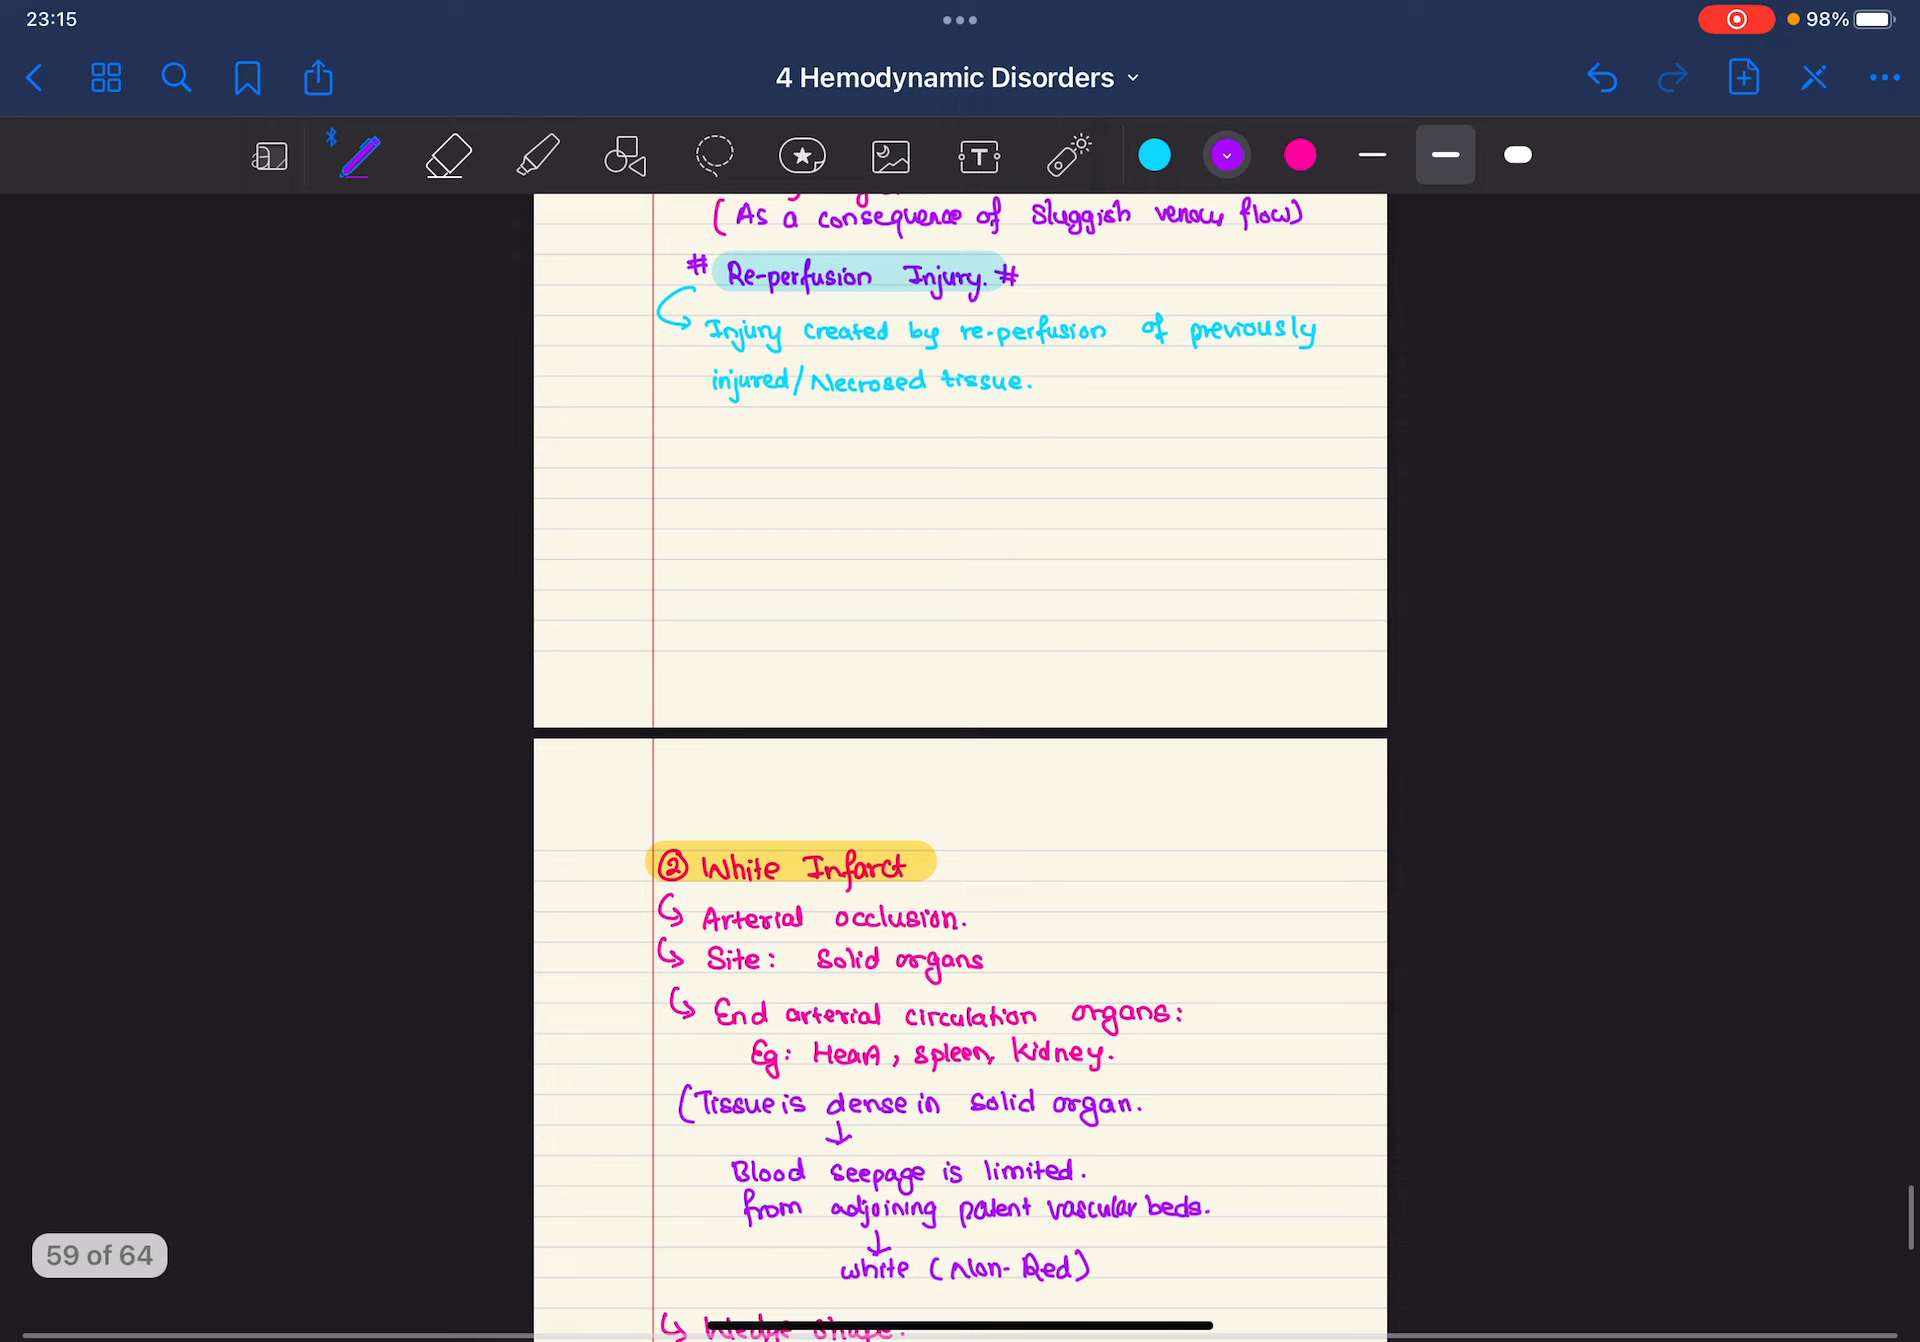 23:15
98%
4 Hemodynamic Disorders
T
(As a consequence of sluggish venous flow)
# Re-perfusion Injury. #
Injury created by re-perfusion of previously
injured/Necrosed tissue.
② White Infarct
Arterial occlusion.
Site: Solid organs
End arterial circulation organs:
Eg: Heart, spleen, kidney.
(Tissue is dense in solid organ.
↓
Blood seepage is limited.
from adjoining patent vascular beds.
↓
white (Non-Red)
Wedge shape.
59 of 64